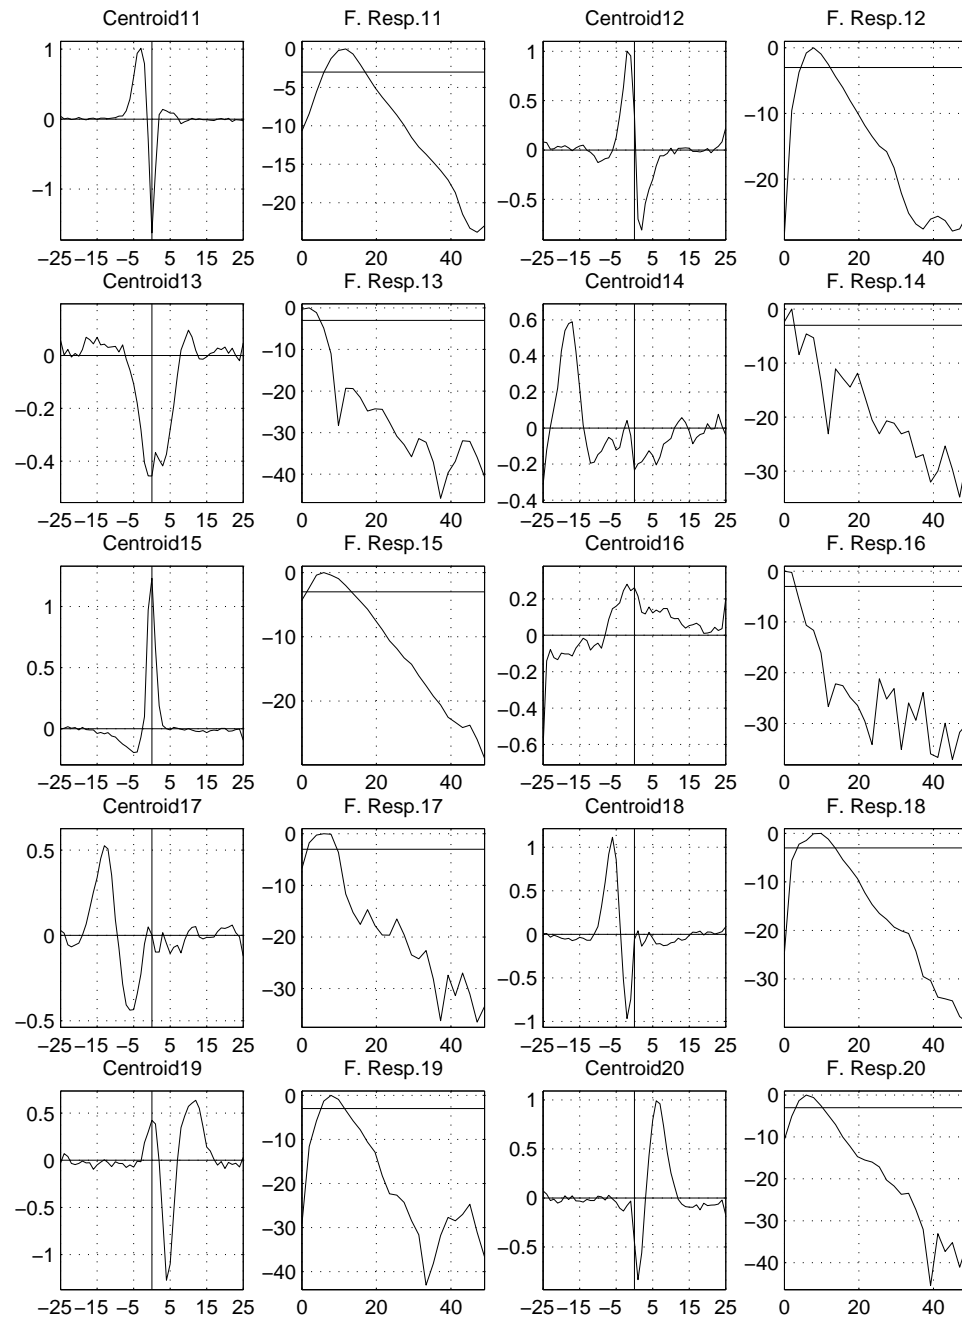 Centroid11 F. Resp.11 Centroid12 F. Resp.12
1 0 −1
0 −5 −10 −15 −20
1 0.5 0 −0.5
0 −10 −20
−25 −15 −5 5 15 25 0 20 40 −25 −15 −5 5 15 25 0 20 40
Centroid13 F. Resp.13 Centroid14 F. Resp.14
0 −0.2 −0.4
0 −10 −20 −30 −40
0.6 0.4 0.2 0 −0.2 −0.4
0 −10 −20 −30
−25 −15 −5 5 15 25 0 20 40 −25 −15 −5 5 15 25 0 20 40
Centroid15 F. Resp.15 Centroid16 F. Resp.16
1 0.5 0
0 −10 −20
0.2 0 −0.2 −0.4 −0.6
0 −10 −20 −30
−25 −15 −5 5 15 25 0 20 40 −25 −15 −5 5 15 25 0 20 40
Centroid17 F. Resp.17 Centroid18 F. Resp.18
0.5 0 −0.5
0 −10 −20 −30
1 0.5 0 −0.5 −1
0 −10 −20 −30
−25 −15 −5 5 15 25 0 20 40 −25 −15 −5 5 15 25 0 20 40
Centroid19 F. Resp.19 Centroid20 F. Resp.20
0.5 0 −0.5 −1
0 −10 −20 −30 −40
1 0.5 0 −0.5
0 −10 −20 −30 −40
−25 −15 −5 5 15 25 0 20 40 −25 −15 −5 5 15 25 0 20 40